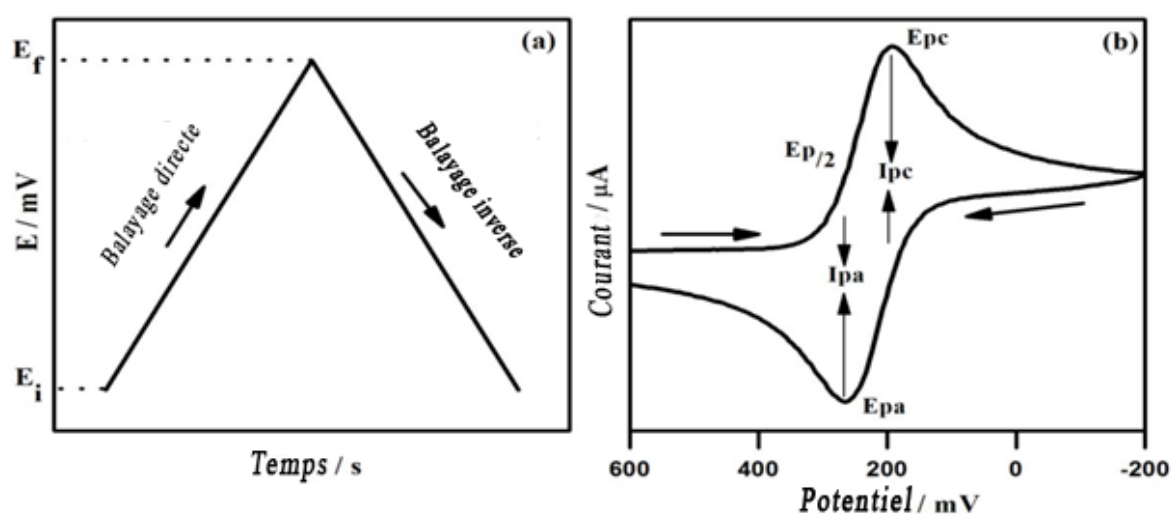 (a)
E_f
E / mV
E_i
Balayage directe
Balayage inverse
Temps / s
(b)
Epc
Ep/2
Ipc
Ipa
Epa
Courant / µA
600 400 200 0 -200
Potentiel / mV